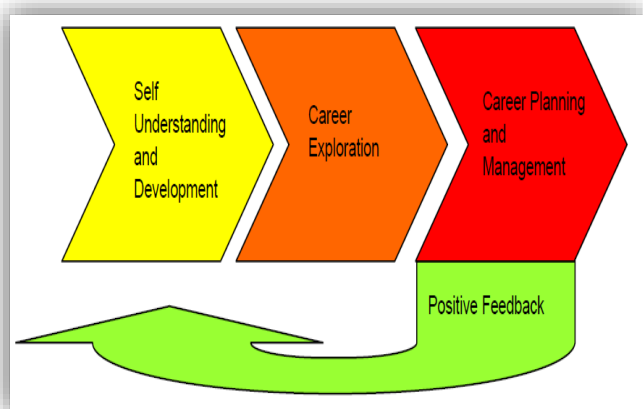 Self
Understanding
and
Development
Career
Exploration
Career Planning
and
Management
Positive Feedback